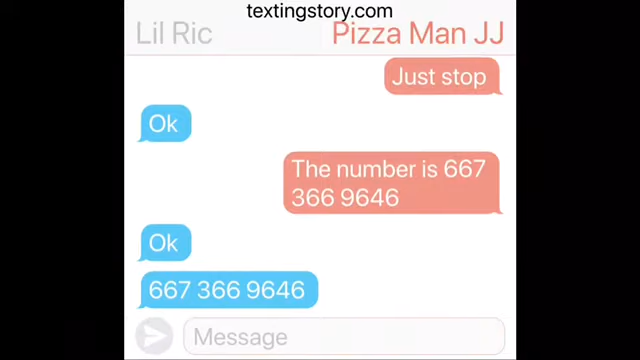 textingstory.com
Lil Ric
Pizza Man JJ
Just stop
Ok
The number is 667
366 9646
Ok
667 366 9646
Message